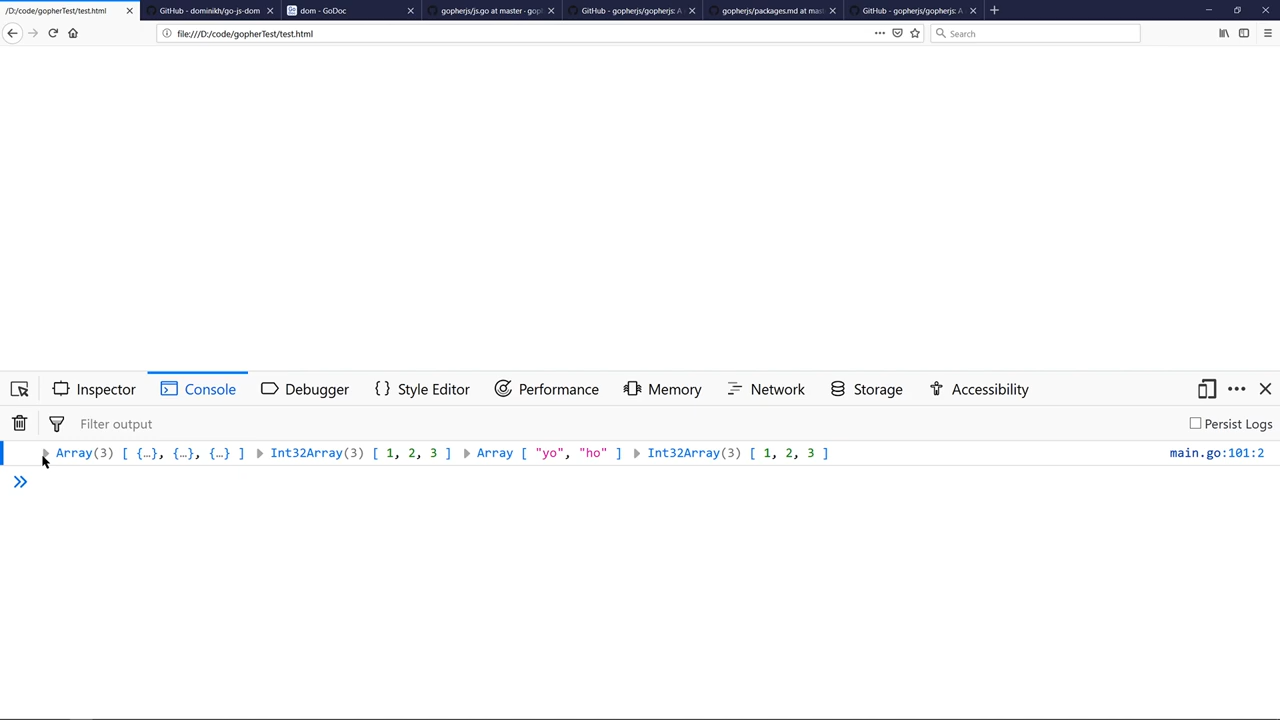 /D:/code/gopherTest/test.html GitHub - dominikh/go-js-dom dom - GoDoc gopherjs/js.go at master · gop GitHub - gopherjs/gopherjs: A gopherjs/packages.md at mas GitHub - gopherjs/gopherjs: A
file:///D:/code/gopherTest/test.html Search
Inspector Console Debugger {} Style Editor Performance Memory Network Storage Accessibility
Filter output Persist Logs
Array(3) [ {…}, {…}, {…} ] Int32Array(3) [ 1, 2, 3 ] Array [ "yo", "ho" ] Int32Array(3) [ 1, 2, 3 ] main.go:101:2